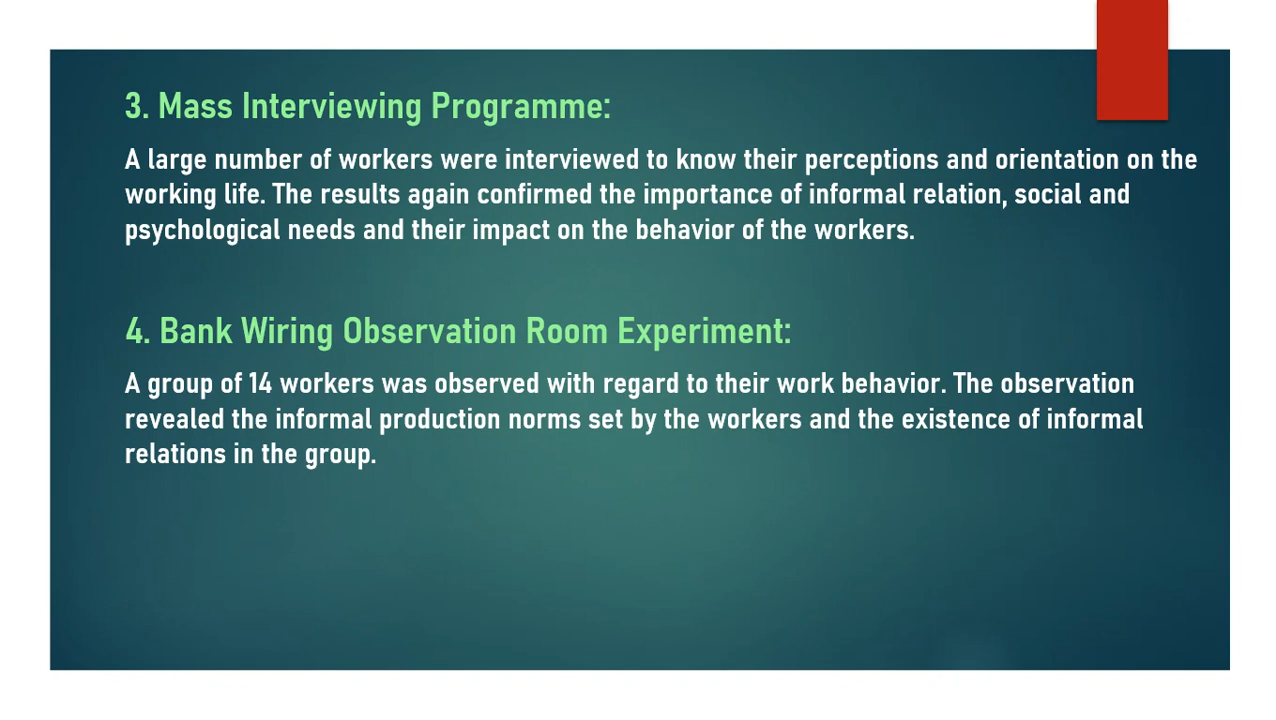 3. Mass Interviewing Programme:
A large number of workers were interviewed to know their perceptions and orientation on the
working life. The results again confirmed the importance of informal relation, social and
psychological needs and their impact on the behavior of the workers.
4. Bank Wiring Observation Room Experiment:
A group of 14 workers was observed with regard to their work behavior. The observation
revealed the informal production norms set by the workers and the existence of informal
relations in the group.